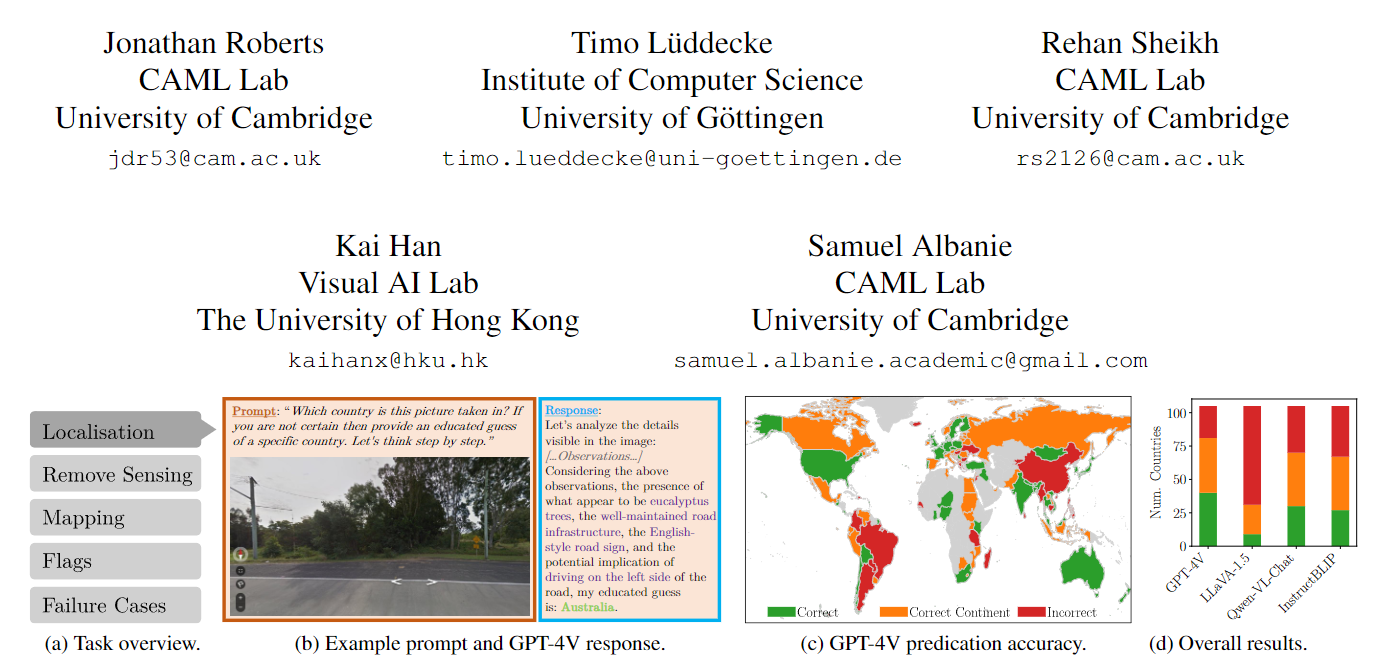 Jonathan Roberts
CAML Lab
University of Cambridge
jdr53@cam.ac.uk
Timo Lüddecke
Institute of Computer Science
University of Göttingen
timo.lueddecke@uni-goettingen.de
Rehan Sheikh
CAML Lab
University of Cambridge
rs2126@cam.ac.uk
Kai Han
Visual AI Lab
The University of Hong Kong
kaihanx@hku.hk
Samuel Albanie
CAML Lab
University of Cambridge
samuel.albanie.academic@gmail.com
Localisation
Remove Sensing
Mapping
Flags
Failure Cases
(a) Task overview.
Prompt: “Which country is this picture taken in? If
you are not certain then provide an educated guess
of a specific country. Let's think step by step.”
Response:
Let's analyze the details
visible in the image:
[...Observations...]
Considering the above
observations, the presence of
what appear to be eucalyptus
trees, the well-maintained road
infrastructure, the English-
style road sign, and the
potential implication of
driving on the left side of the
road, my educated guess
is: Australia.
(b) Example prompt and GPT-4V response.
Correct
Correct Continent
Incorrect
(c) GPT-4V predication accuracy.
Num. Countries
100
75
50
25
0
GPT-4V
LLaVA-1.5
Qwen-VL-Chat
InstructBLIP
(d) Overall results.